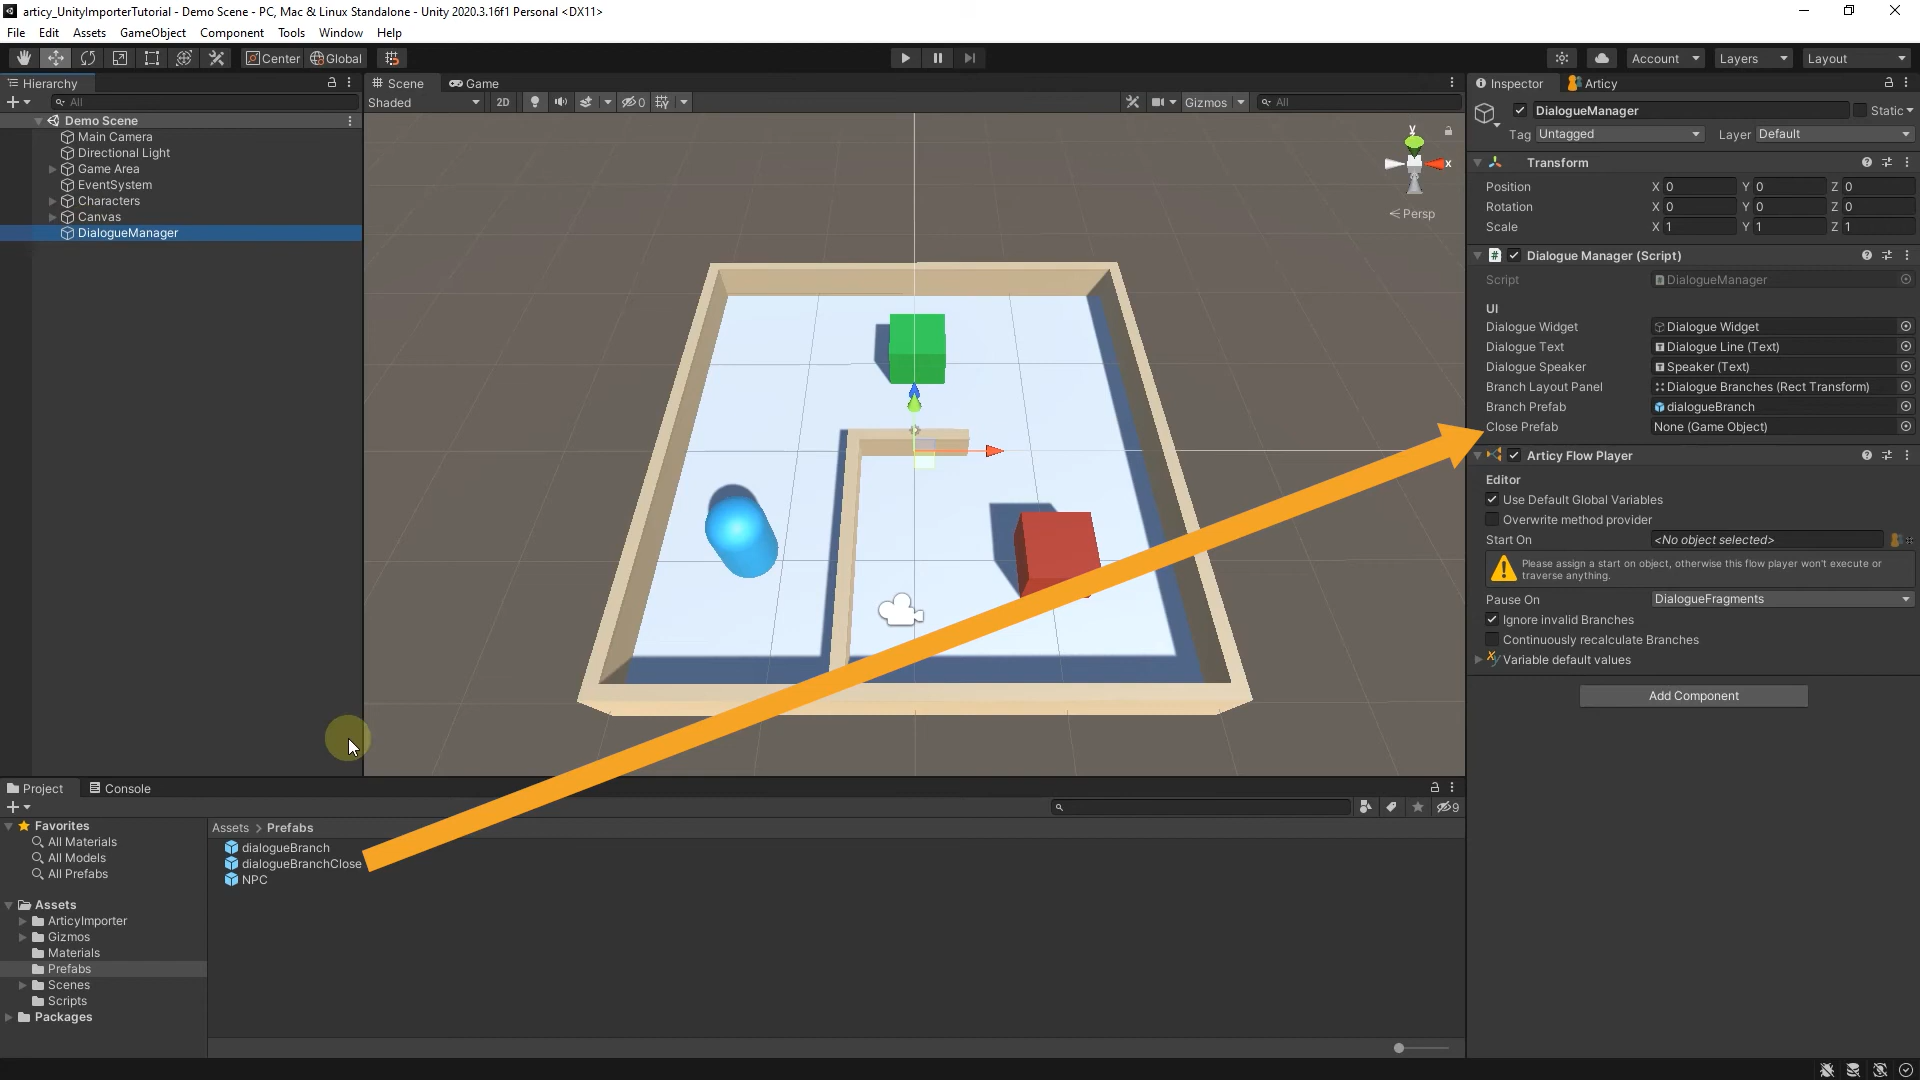 articy_UnityImporterTutorial - Demo Scene - PC, Mac & Linux Standalone - Unity 2020.3.16f1 Personal <DX11>
File Edit Assets GameObject Component Tools Window Help
Center Global
Account Layers Layout
Hierarchy
All
Demo Scene
Main Camera
Directional Light
Game Area
EventSystem
Characters
Canvas
DialogueManager
Scene Game
Shaded 2D 0 Gizmos All
y
x
Persp
Inspector Articy
DialogueManager Static
Tag Untagged Layer Default
Transform
Position X 0 Y 0 Z 0
Rotation X 0 Y 0 Z 0
Scale X 1 Y 1 Z 1
Dialogue Manager (Script)
Script DialogueManager
UI
Dialogue Widget Dialogue Widget
Dialogue Text Dialogue Line (Text)
Dialogue Speaker Speaker (Text)
Branch Layout Panel Dialogue Branches (Rect Transform)
Branch Prefab dialogueBranch
Close Prefab None (Game Object)
Articy Flow Player
Editor
Use Default Global Variables
Overwrite method provider
Start On <No object selected>
Please assign a start on object, otherwise this flow player won't execute or
traverse anything.
Pause On DialogueFragments
Ignore invalid Branches
Continuously recalculate Branches
Variable default values
Add Component
Project Console
9
Favorites
All Materials
All Models
All Prefabs
Assets
ArticyImporter
Gizmos
Materials
Prefabs
Scenes
Scripts
Packages
Assets > Prefabs
dialogueBranch
dialogueBranchClose
NPC